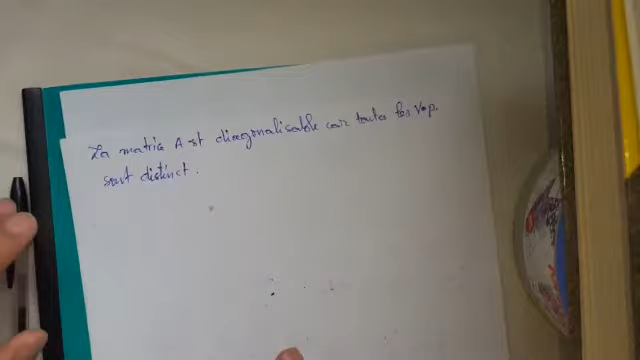 La matrice A est diagonalisable car toutes les v.p.
sont distinct.